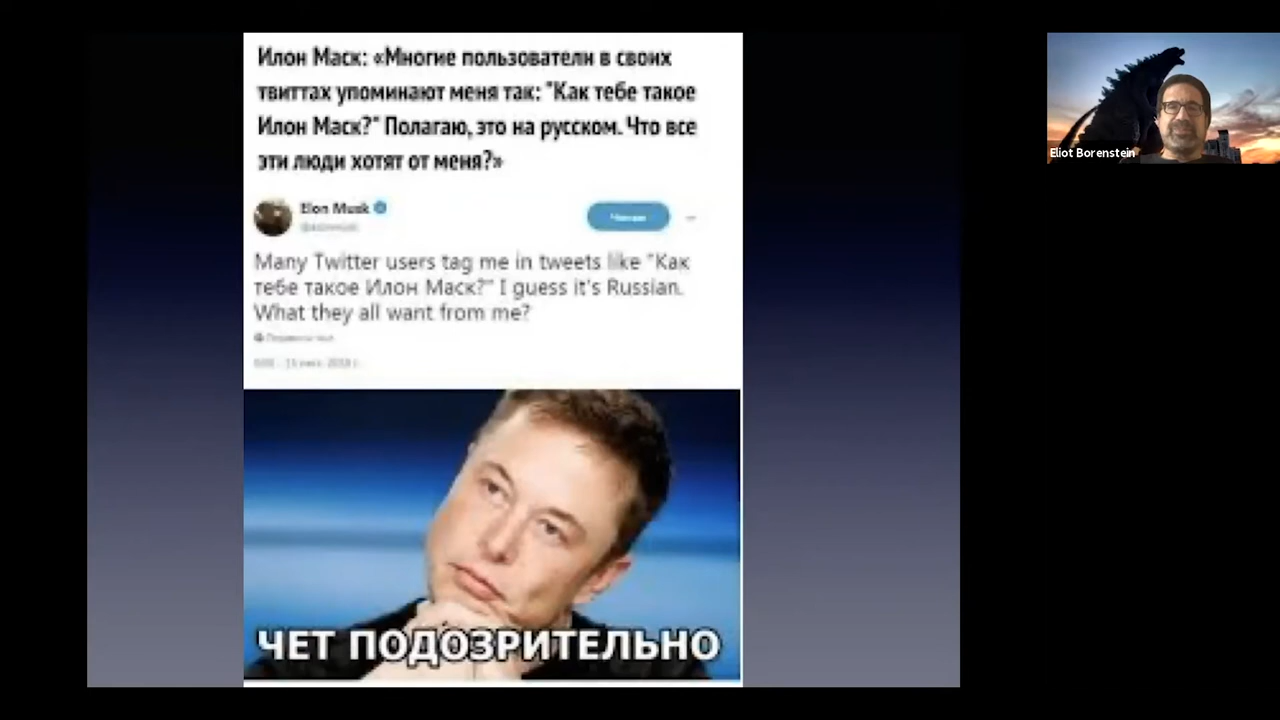 Илон Маск: «Многие пользователи в своих
твиттах упоминают меня так: "Как тебе такое
Илон Маск?" Полагаю, это на русском. Что все
эти люди хотят от меня?»
Elon Musk
Many Twitter users tag me in tweets like "Как
тебе такое Илон Маск?" I guess it's Russian.
What they all want from me?
ЧЕТ ПОДОЗРИТЕЛЬНО
Eliot Borenstein